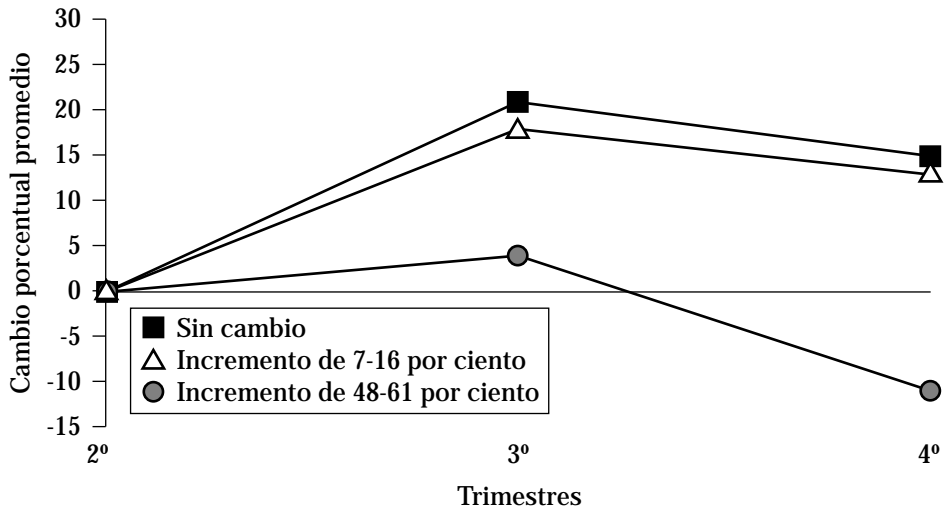 30
25
20
15
10
5
0
-5
-10
-15
Cambio porcentual promedio
Sin cambio
Incremento de 7-16 por ciento
Incremento de 48-61 por ciento
2º
3º
4º
Trimestres